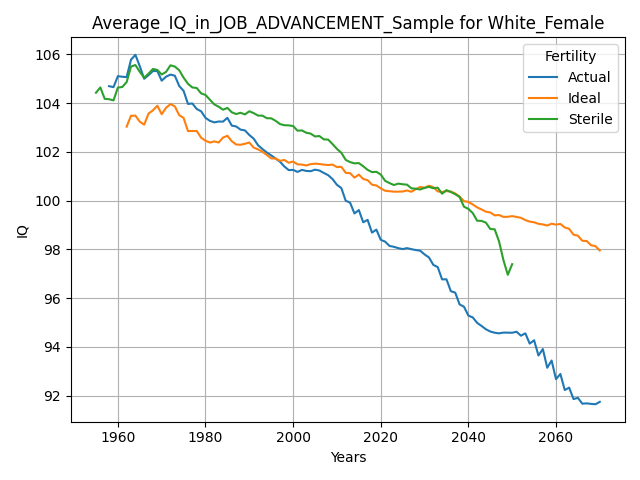 Average_IQ_in_JOB_ADVANCEMENT_Sample for White_Female
Fertility
Actual
Ideal
Sterile
106
104
102
100
98
96
94
92
IQ
1960
1980
2000
2020
2040
2060
Years